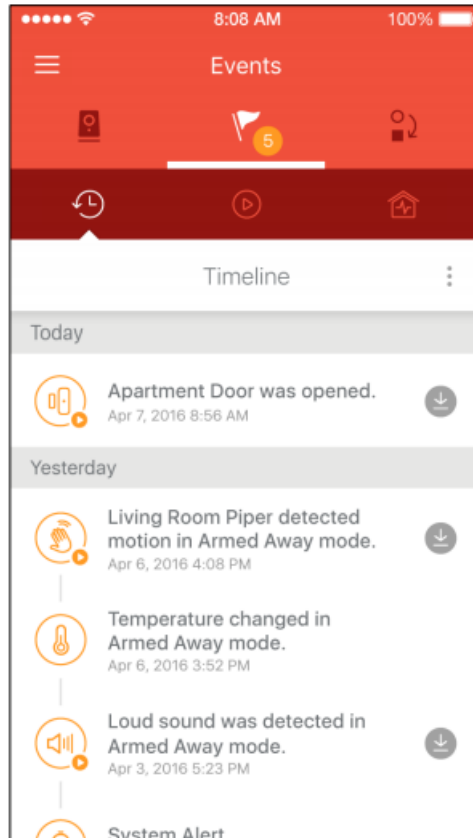 8:08 AM
100%
Events
5
Timeline
Today
Apartment Door was opened.
Apr 7, 2016 8:56 AM
Yesterday
Living Room Piper detected
motion in Armed Away mode.
Apr 6, 2016 4:08 PM
Temperature changed in
Armed Away mode.
Apr 6, 2016 3:52 PM
Loud sound was detected in
Armed Away mode.
Apr 3, 2016 5:23 PM
System Alert